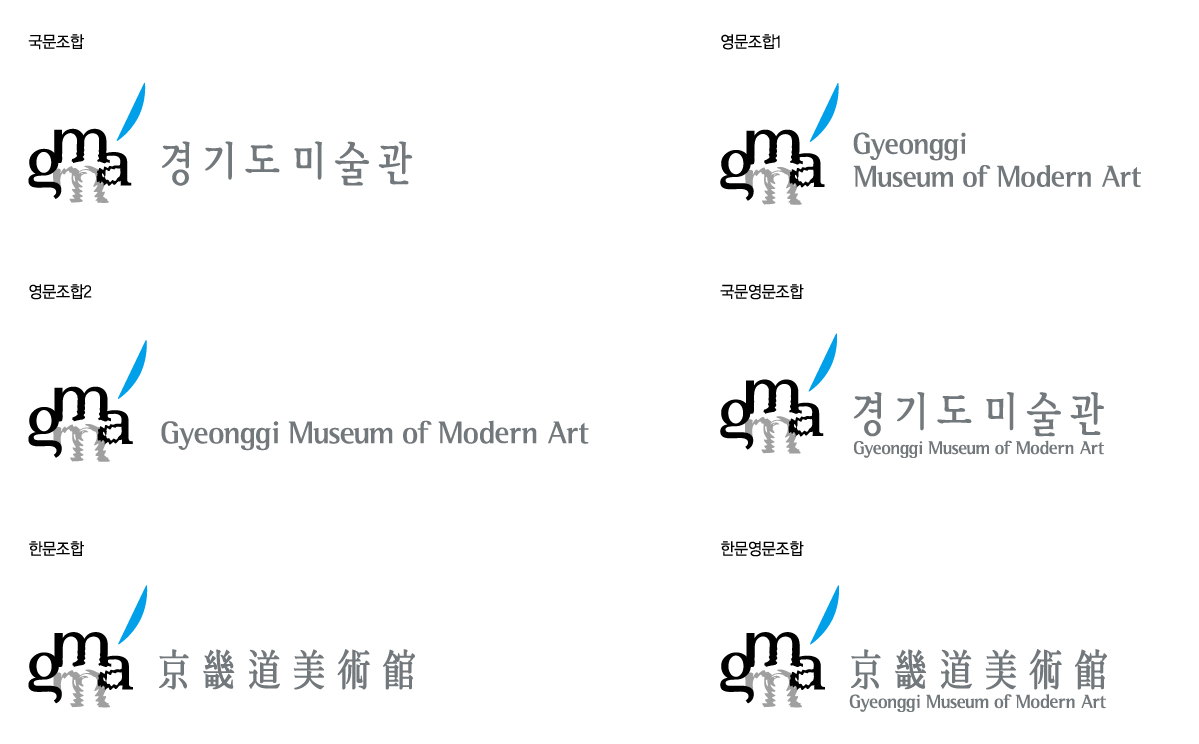 국문조합
gma
경기도미술관
영문조합1
gma
Gyeonggi
Museum of Modern Art
영문조합2
gma
Gyeonggi Museum of Modern Art
국문영문조합
gma
경기도미술관
Gyeonggi Museum of Modern Art
한문조합
gma
京畿道美術館
한문영문조합
gma
京畿道美術館
Gyeonggi Museum of Modern Art